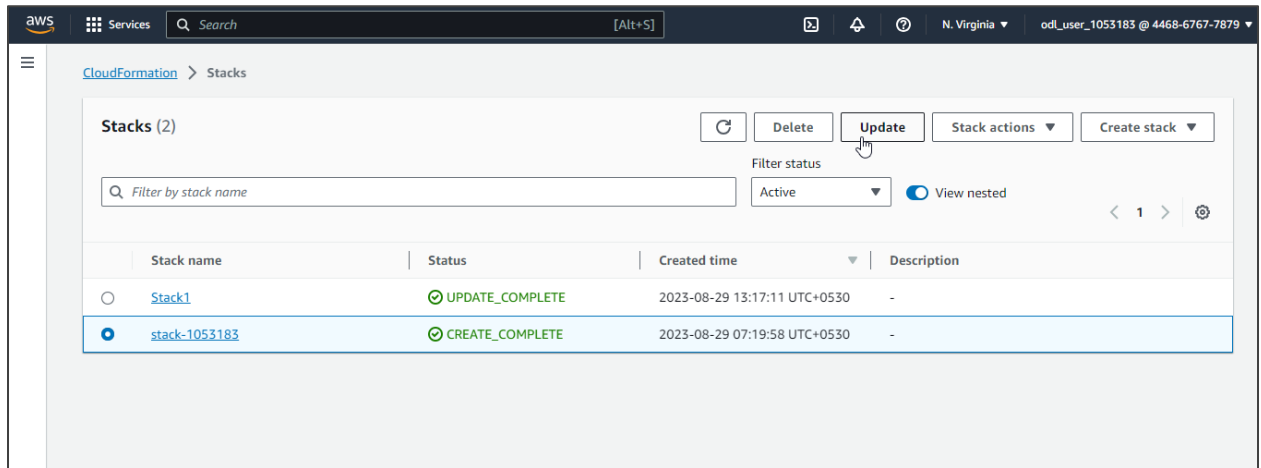 aws Services Search [Alt+S] N. Virginia ▼ odl_user_1053183 @ 4468-6767-7879 ▼
CloudFormation > Stacks
Stacks (2) Delete Update Stack actions ▼ Create stack ▼
Filter status
Filter by stack name Active ▼ View nested
< 1 >
Stack name Status Created time ▼ Description
Stack1 UPDATE_COMPLETE 2023-08-29 13:17:11 UTC+0530 -
stack-1053183 CREATE_COMPLETE 2023-08-29 07:19:58 UTC+0530 -